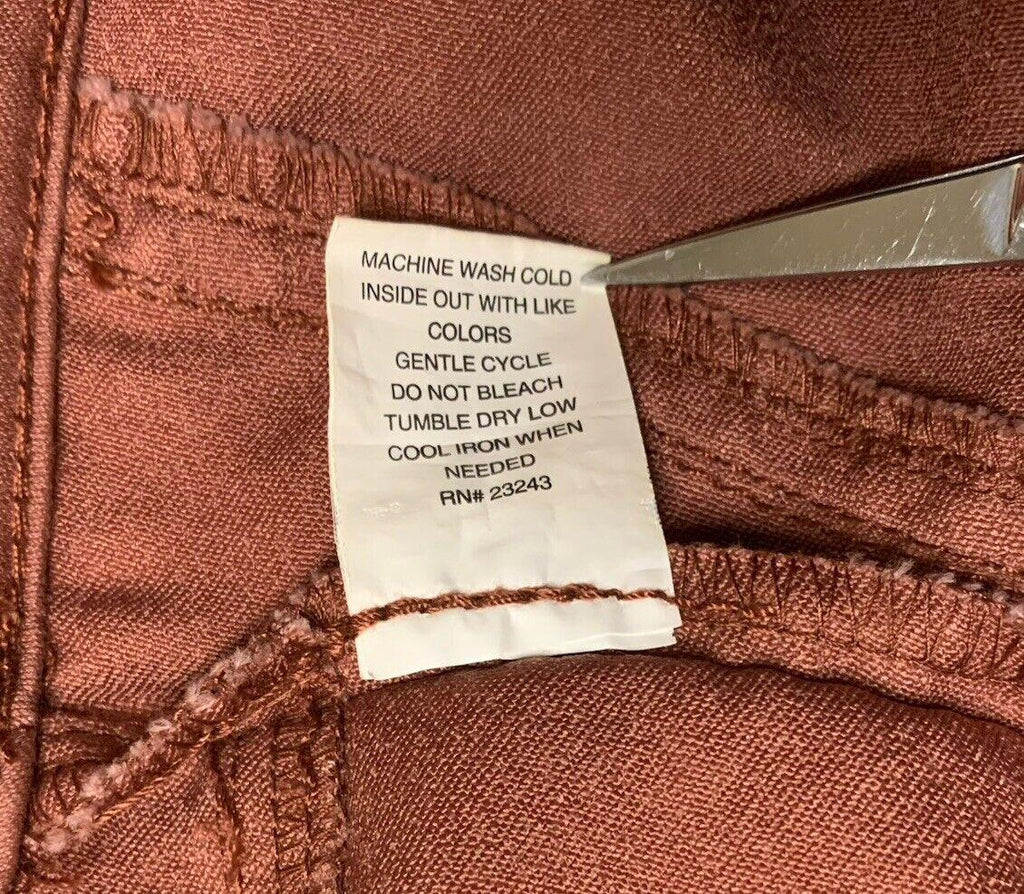 MACHINE WASH COLD
INSIDE OUT WITH LIKE
COLORS
GENTLE CYCLE
DO NOT BLEACH
TUMBLE DRY LOW
COOL IRON WHEN
NEEDED
RN# 23243